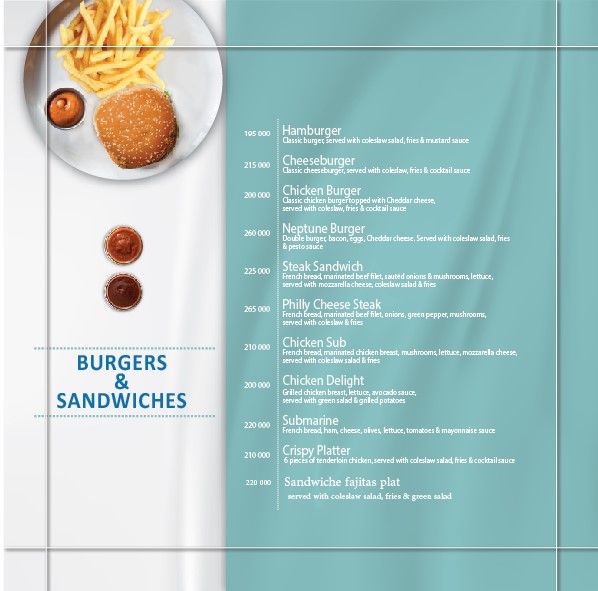 195 000 Hamburger
Classic burger, served with coleslaw salad, fries & mustard sauce
215 000 Cheeseburger
Classic cheeseburger, served with coleslaw, fries & cocktail sauce
200 000 Chicken Burger
Classic chicken burger topped with Cheddar cheese,
served with coleslaw, fries & cocktail sauce
260 000 Neptune Burger
Double burger, bacon, eggs, Cheddar cheese. Served with coleslaw salad, fries
& pesto sauce
225 000 Steak Sandwich
French bread, marinated beef filet, sautéd onions & mushrooms, lettuce,
served with mozzarella cheese, coleslaw salad & fries
265 000 Philly Cheese Steak
French bread, marinated beef filet, onions, green pepper, mushrooms,
served with coleslaw & fries
210 000 Chicken Sub
French bread, marinated chicken breast, mushrooms, lettuce, mozzarella cheese,
served with coleslaw salad & fries
200 000 Chicken Delight
Grilled chicken breast, lettuce, avocado sauce,
served with green salad & grilled potatoes
220 000 Submarine
French bread, ham, cheese, olives, lettuce, tomatoes & mayonnaise sauce
210 000 Crispy Platter
6 pieces of tenderloin chicken, served with coleslaw salad, fries & cocktail sauce
220 000 Sandwiche fajitas plat
served with coleslaw salad, fries & green salad
BURGERS
&
SANDWICHES